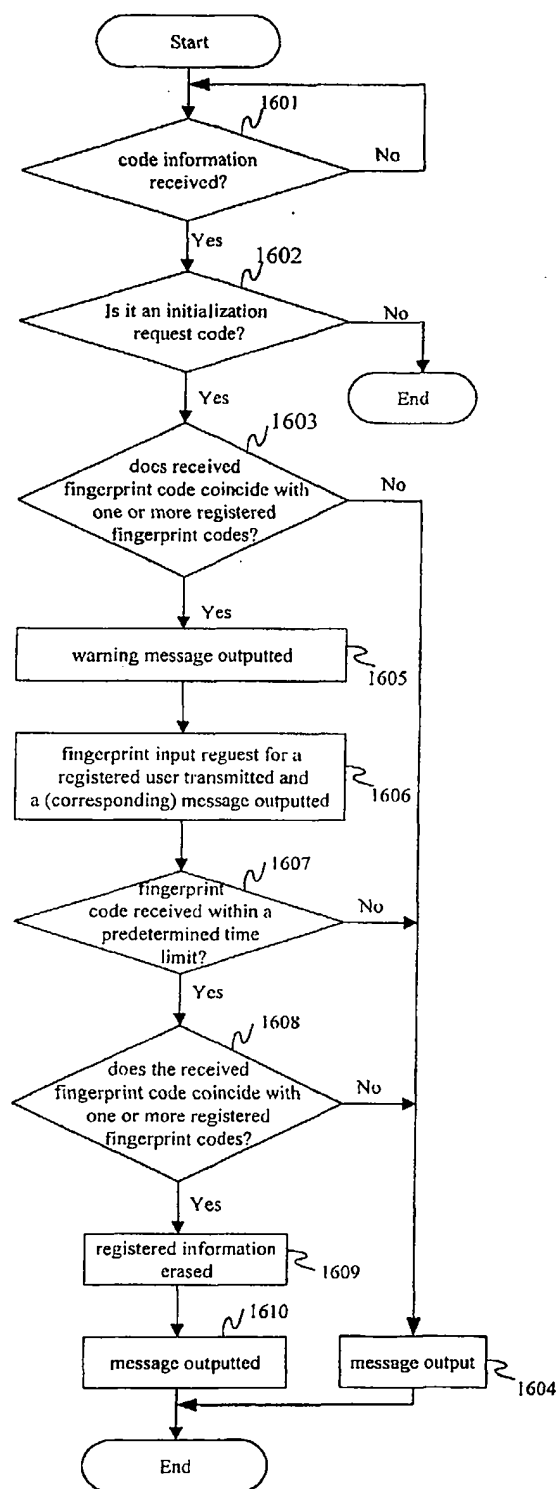 Start
1601
code information
received?
No
Yes
1602
Is it an initialization
request code?
No
End
Yes
1603
does received
fingerprint code coincide with
one or more registered
fingerprint codes?
No
Yes
warning message outputted
1605
fingerprint input request for a
registered user transmitted and
a (corresponding) message outputted
1606
1607
fingerprint
code received within a
predetermined time
limit?
No
Yes
1608
does the received
fingerprint code coincide with
one or more registered
fingerprint codes?
No
Yes
registered information
erased
1609
1610
message outputted
message output
1604
End